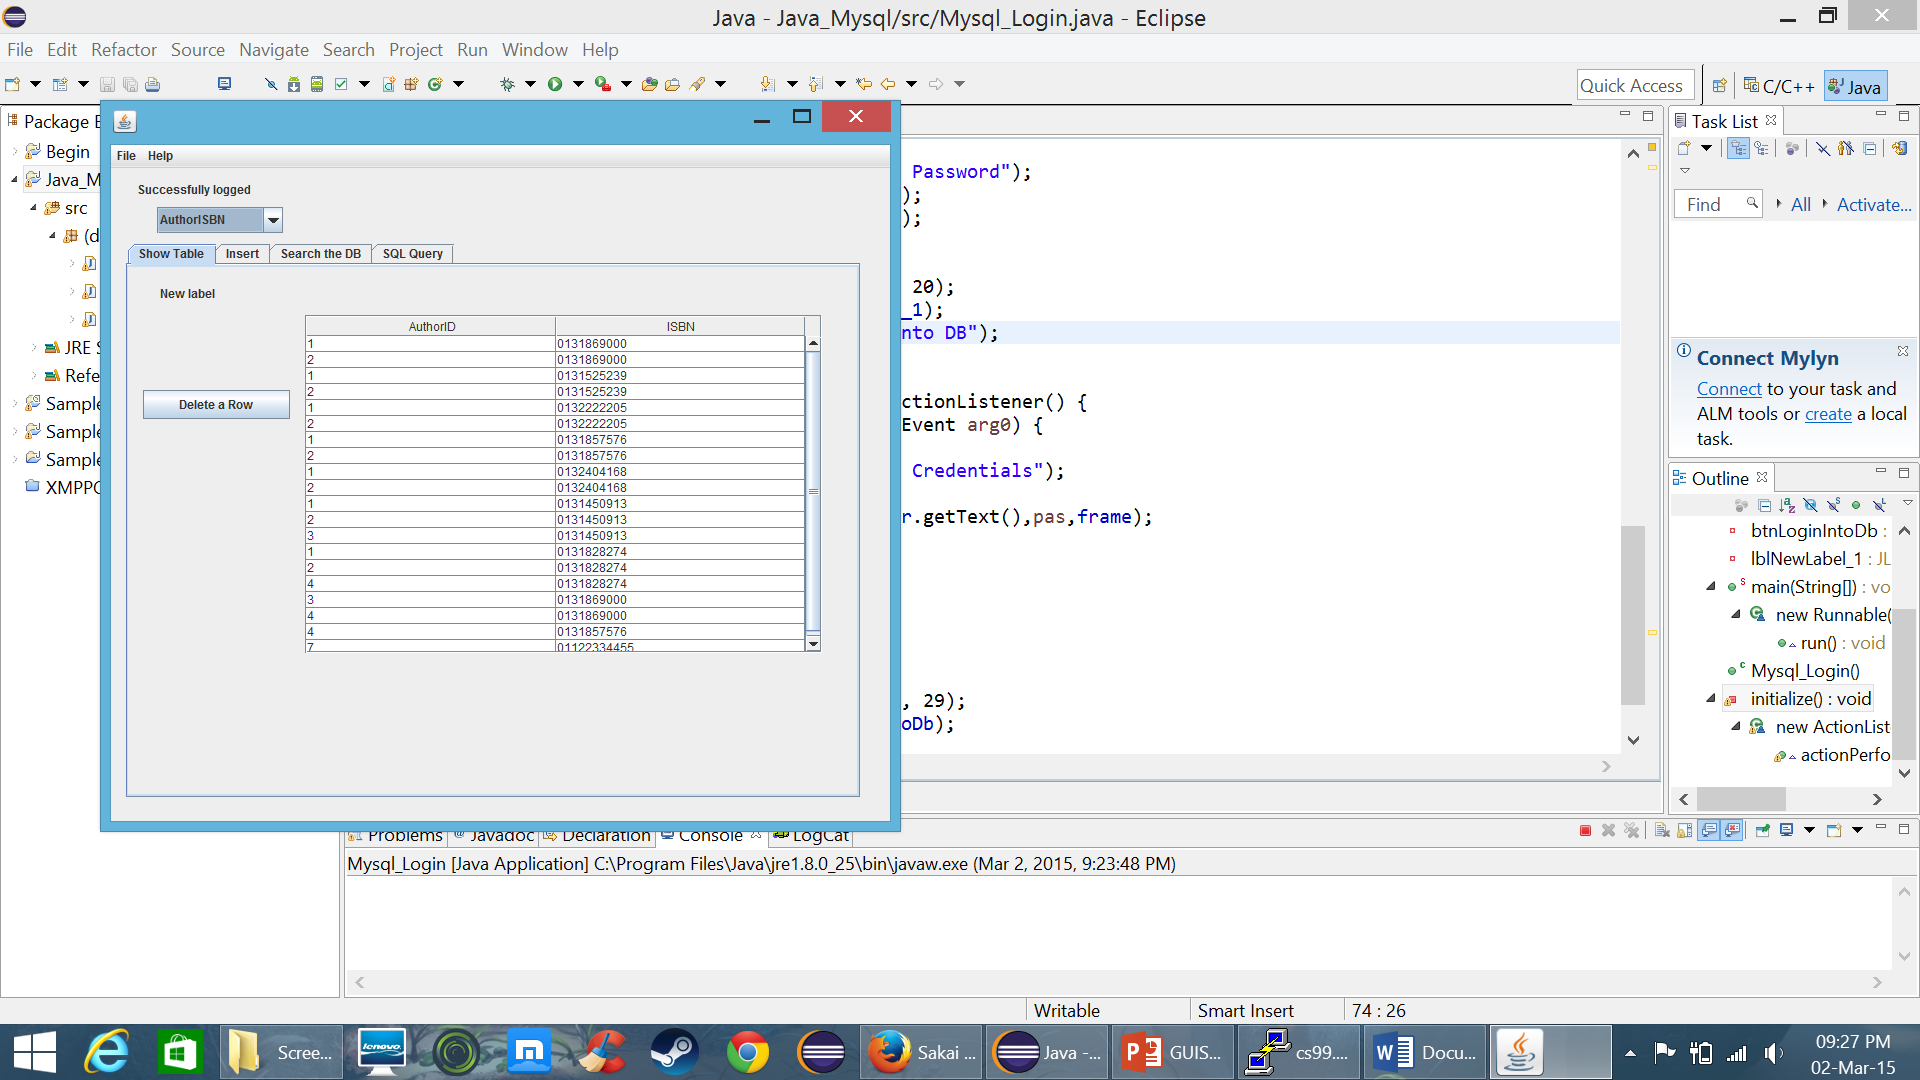 Java - Java_Mysql/src/Mysql_Login.java - Eclipse
File Edit Refactor Source Navigate Search Project Run Window Help
Quick Access
C/C++
Java
Package
Begin
Java_M
src
(d
JRE S
Refe
Sample
Sample
Sample
XMPPC
File Help
Successfully logged
AuthorISBN
Show Table Insert Search the DB SQL Query
New label
Delete a Row
AuthorID ISBN
1 0131869000
2 0131869000
1 0131525239
2 0131525239
1 0132222205
2 0132222205
1 0131857576
2 0131857576
1 0132404168
2 0132404168
1 0131450913
2 0131450913
3 0131450913
1 0131828274
2 0131828274
4 0131828274
3 0131869000
4 0131869000
4 0131857576
7 01122334455
Password");
);
);
20);
_1);
nto DB");
ctionListener() {
Event arg0) {
Credentials");
r.getText(),pas,frame);
, 29);
oDb);
Task List
Find
All
Activate...
Connect Mylyn
Connect to your task and
ALM tools or create a local
task.
Outline
btnLoginIntoDb :
lblNewLabel_1 : JL
main(String[]) : vo
new Runnable(
run() : void
Mysql_Login()
initialize() : void
new ActionList
actionPerfo
Problems Javadoc Declaration Console LogCat
Mysql_Login [Java Application] C:\Program Files\Java\jre1.8.0_25\bin\javaw.exe (Mar 2, 2015, 9:23:48 PM)
Writable Smart Insert 74 : 26
Scree...
lenovo
Sakai ...
Java -...
GUIS...
cs99....
Docu...
09:27 PM
02-Mar-15